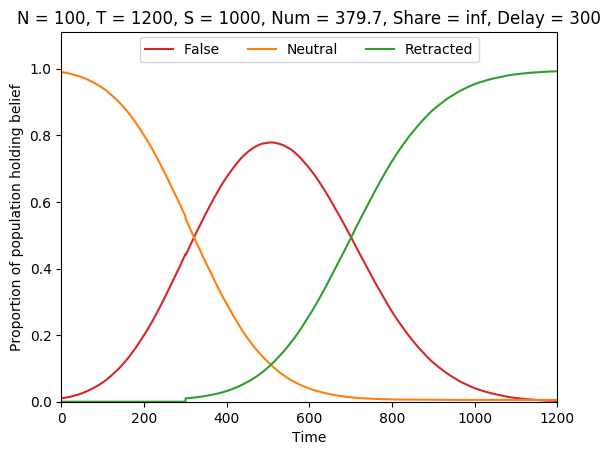 N = 100, T = 1200, S = 1000, Num = 379.7, Share = inf, Delay = 300
False Neutral Retracted
Proportion of population holding belief
1.0
0.8
0.6
0.4
0.2
0.0
0 200 400 600 800 1000 1200
Time